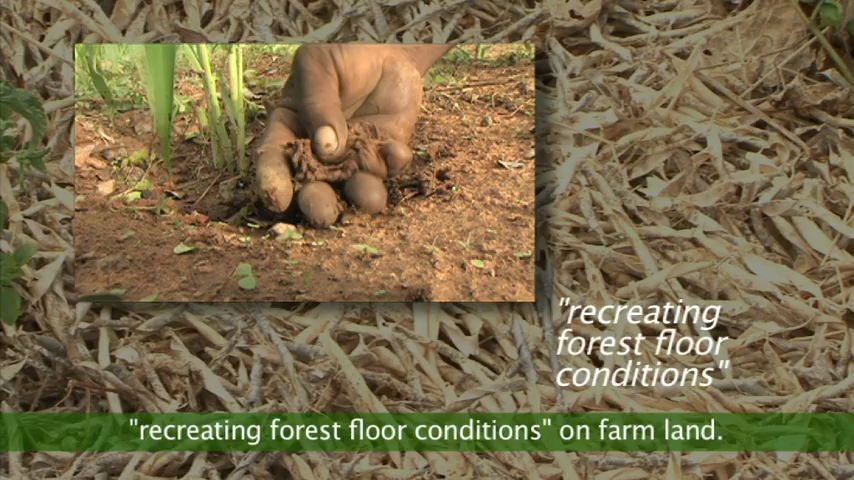 "recreating
forest floor
conditions"
"recreating forest floor conditions" on farm land.